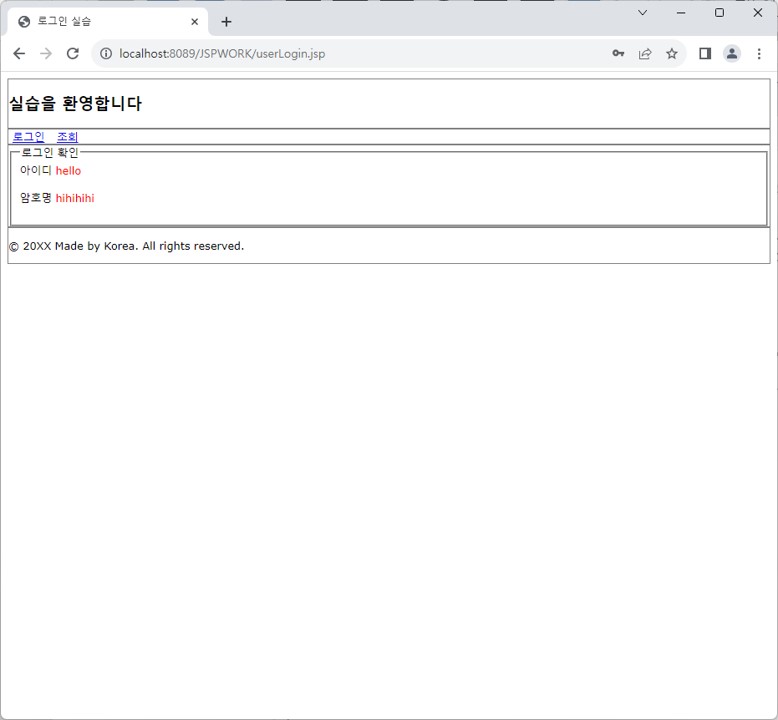 로그인 실습
localhost:8089/JSPWORK/userLogin.jsp
실습을 환영합니다
로그인 조회
로그인 확인
아이디 hello
암호명 hihihihi
© 20XX Made by Korea. All rights reserved.